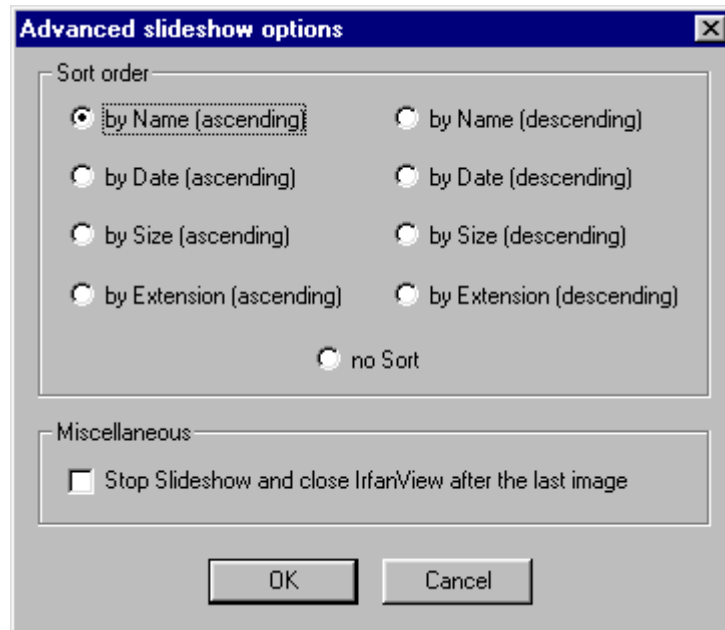 Advanced slideshow options
Sort order
by Name (ascending) by Name (descending)
by Date (ascending) by Date (descending)
by Size (ascending) by Size (descending)
by Extension (ascending) by Extension (descending)
no Sort
Miscellaneous
Stop Slideshow and close IrfanView after the last image
OK Cancel